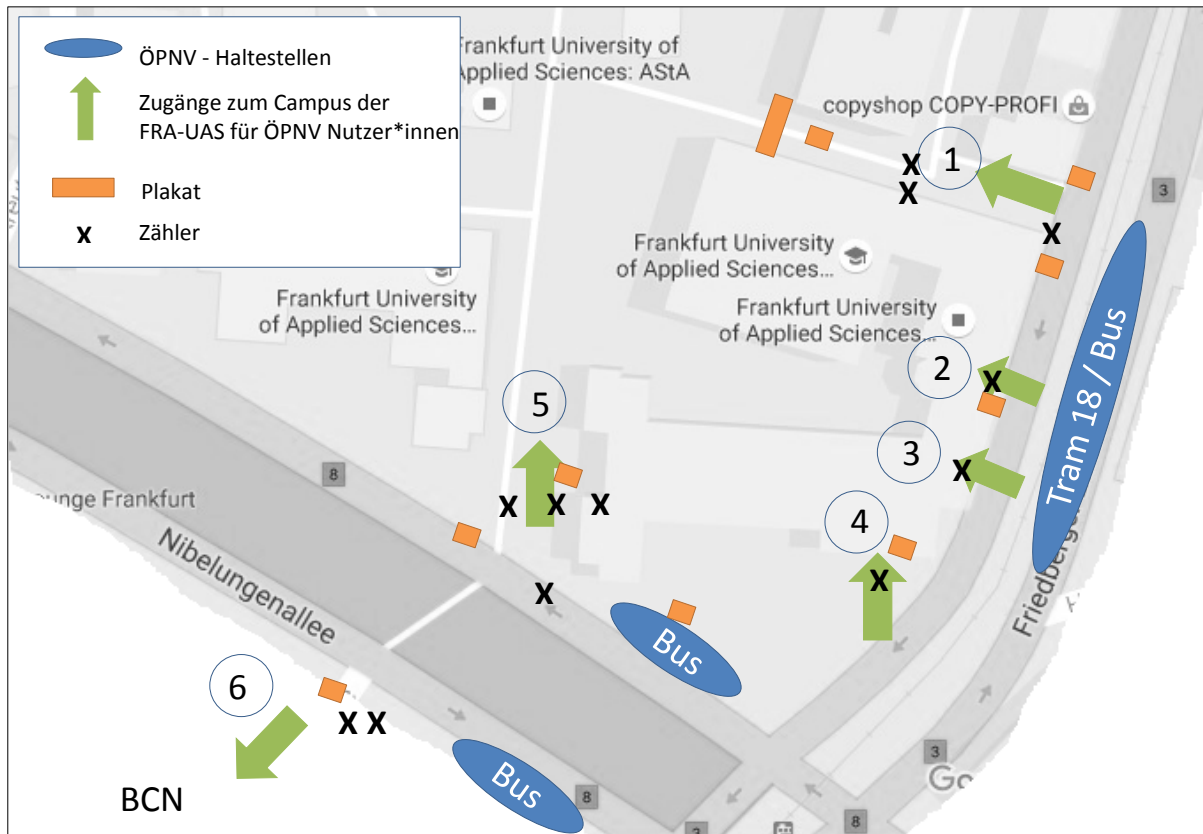 ÖPNV - Haltestellen
Zugänge zum Campus der
FRA-UAS für ÖPNV Nutzer*innen
Plakat
X Zähler
Frankfurt University of
Applied Sciences: AStA
copyshop COPY-PROFI
1
X
X
3
X
Frankfurt University
of Applied Sciences...
Frankfurt University
of Applied Sciences...
Frankfurt University
of Applied Sciences...
Tram 18 / Bus
2
X
5
3
X
8
X X X
4
X
Frankfurt
Nibelungenallee
X
Bus
6
X X
BCN
Bus
8
3
3
8